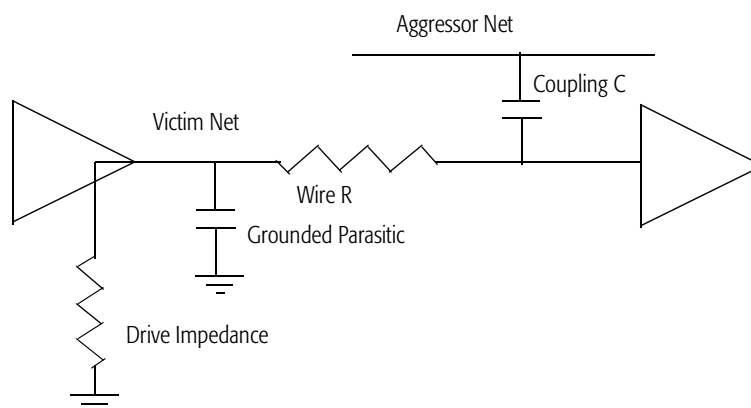 Aggressor Net
Coupling C
Victim Net
Wire R
Grounded Parasitic
Drive Impedance